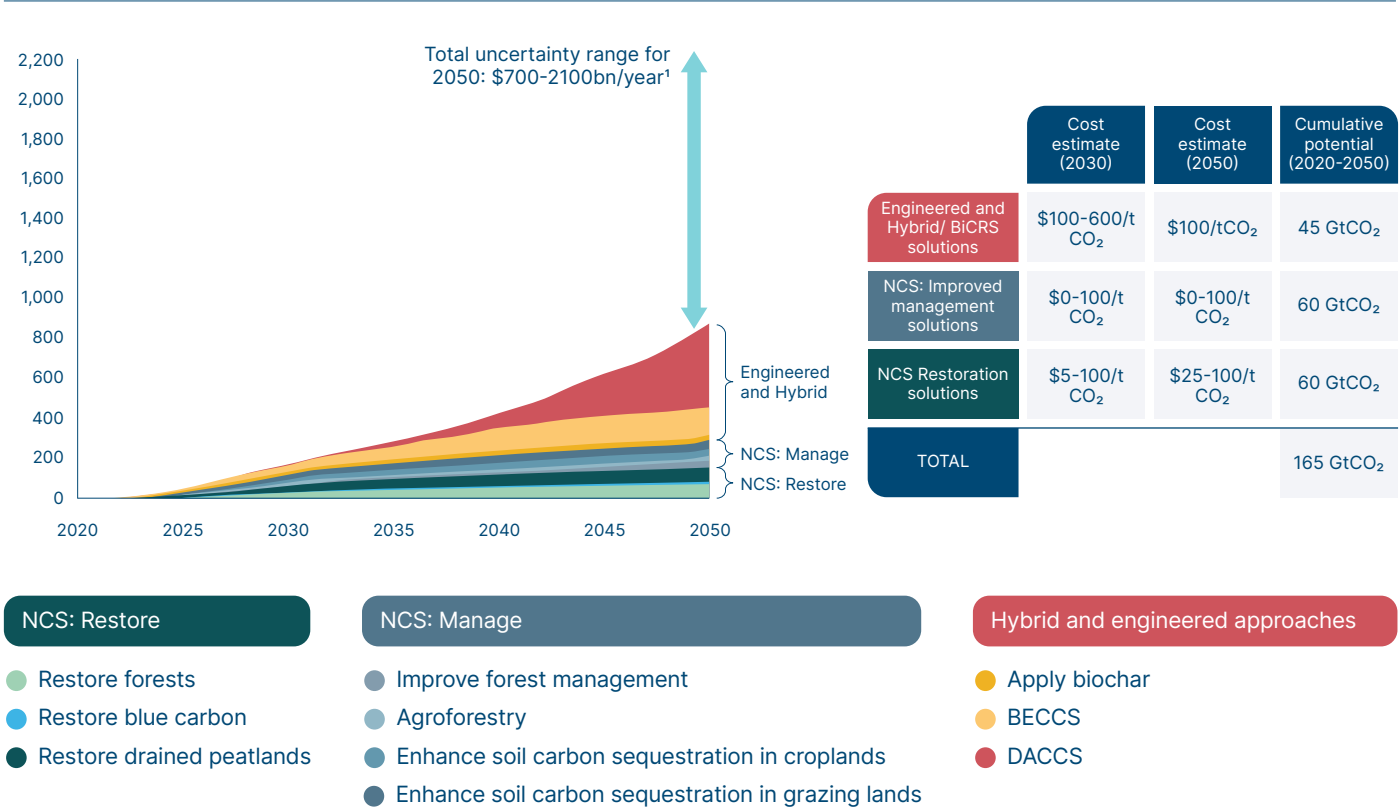 Total uncertainty range for
2050: $700-2100bn/year¹
2,200
2,000
1,800
1,600
1,400
1,200
1,000
800
600
400
200
0
2020
2025
2030
2035
2040
2045
2050
Engineered
and Hybrid
NCS: Manage
NCS: Restore
Cost
estimate
(2030)
Cost
estimate
(2050)
Cumulative
potential
(2020-2050)
Engineered and
Hybrid/ BiCRS
solutions
$100-600/t
CO₂
$100/tCO₂
45 GtCO₂
NCS: Improved
management
solutions
$0-100/t
CO₂
$0-100/t
CO₂
60 GtCO₂
NCS Restoration
solutions
$5-100/t
CO₂
$25-100/t
CO₂
60 GtCO₂
TOTAL
165 GtCO₂
NCS: Restore
Restore forests
Restore blue carbon
Restore drained peatlands
NCS: Manage
Improve forest management
Agroforestry
Enhance soil carbon sequestration in croplands
Enhance soil carbon sequestration in grazing lands
Hybrid and engineered approaches
Apply biochar
BECCS
DACCS